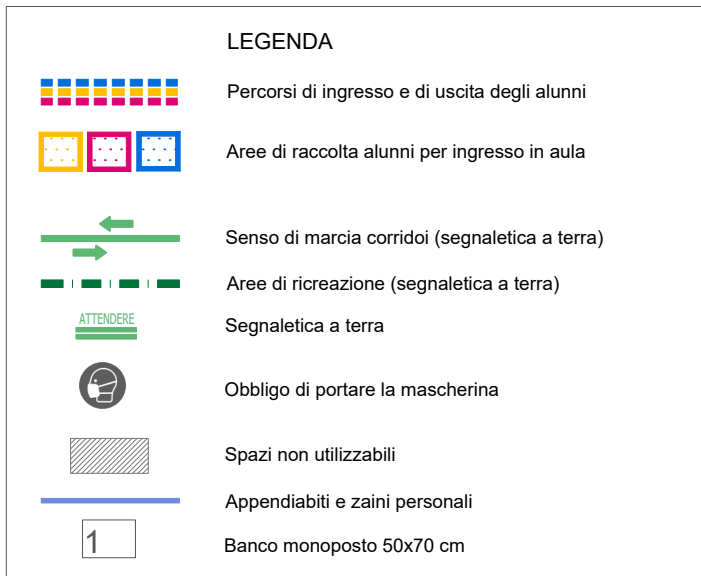 LEGENDA
Percorsi di ingresso e di uscita degli alunni
Aree di raccolta alunni per ingresso in aula
Senso di marcia corridoi (segnaletica a terra)
Aree di ricreazione (segnaletica a terra)
ATTENDERE
Segnaletica a terra
Obbligo di portare la mascherina
Spazi non utilizzabili
Appendiabiti e zaini personali
1
Banco monoposto 50x70 cm